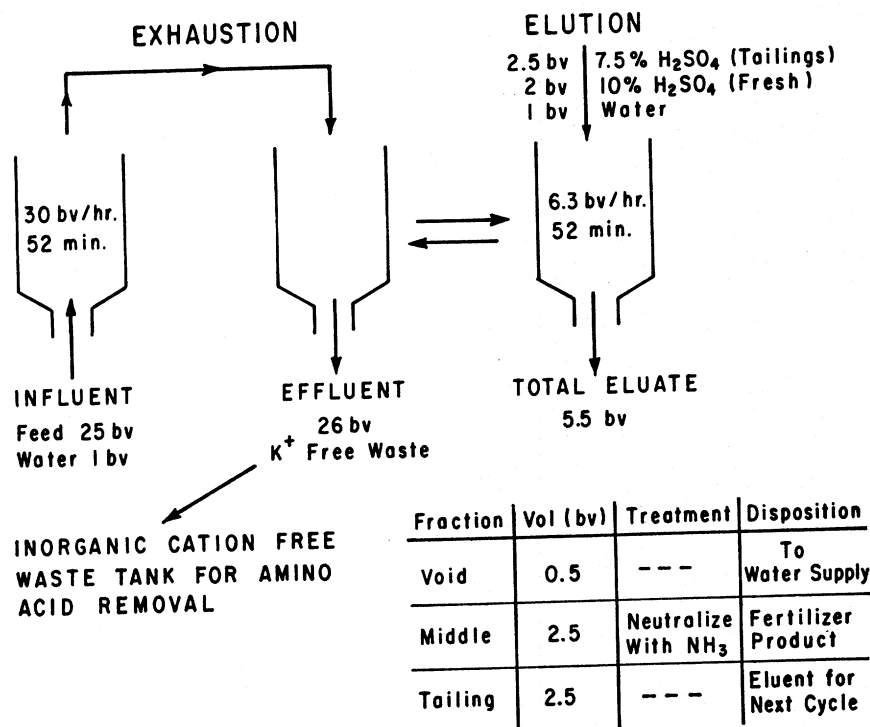 EXHAUSTION
ELUTION
2.5 bv 7.5% H₂SO₄ (Tailings)
2 bv 10% H₂SO₄ (Fresh)
1 bv Water
30 bv/hr.
52 min.
6.3 bv/hr.
52 min.
INFLUENT
Feed 25 bv
Water 1 bv
EFFLUENT
26 bv
K⁺ Free Waste
TOTAL ELUATE
5.5 bv
INORGANIC CATION FREE
WASTE TANK FOR AMINO
ACID REMOVAL
Fraction Vol (bv) Treatment Disposition
Void 0.5 --- To
Water Supply
Middle 2.5 Neutralize Fertilizer
With NH₃ Product
Tailing 2.5 --- Eluent for
Next Cycle